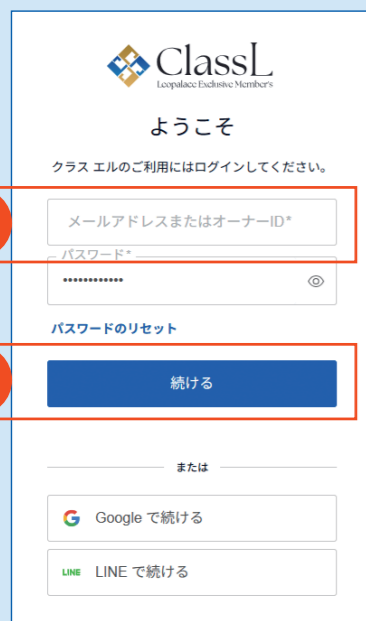 ClassL
Leopalace Exclusive Member's
ようこそ
クラス エルのご利用にはログインしてください。
メールアドレスまたはオーナーID*
パスワード*
••••••••••••
パスワードのリセット
続ける
または
Google で続ける
LINE LINE で続ける